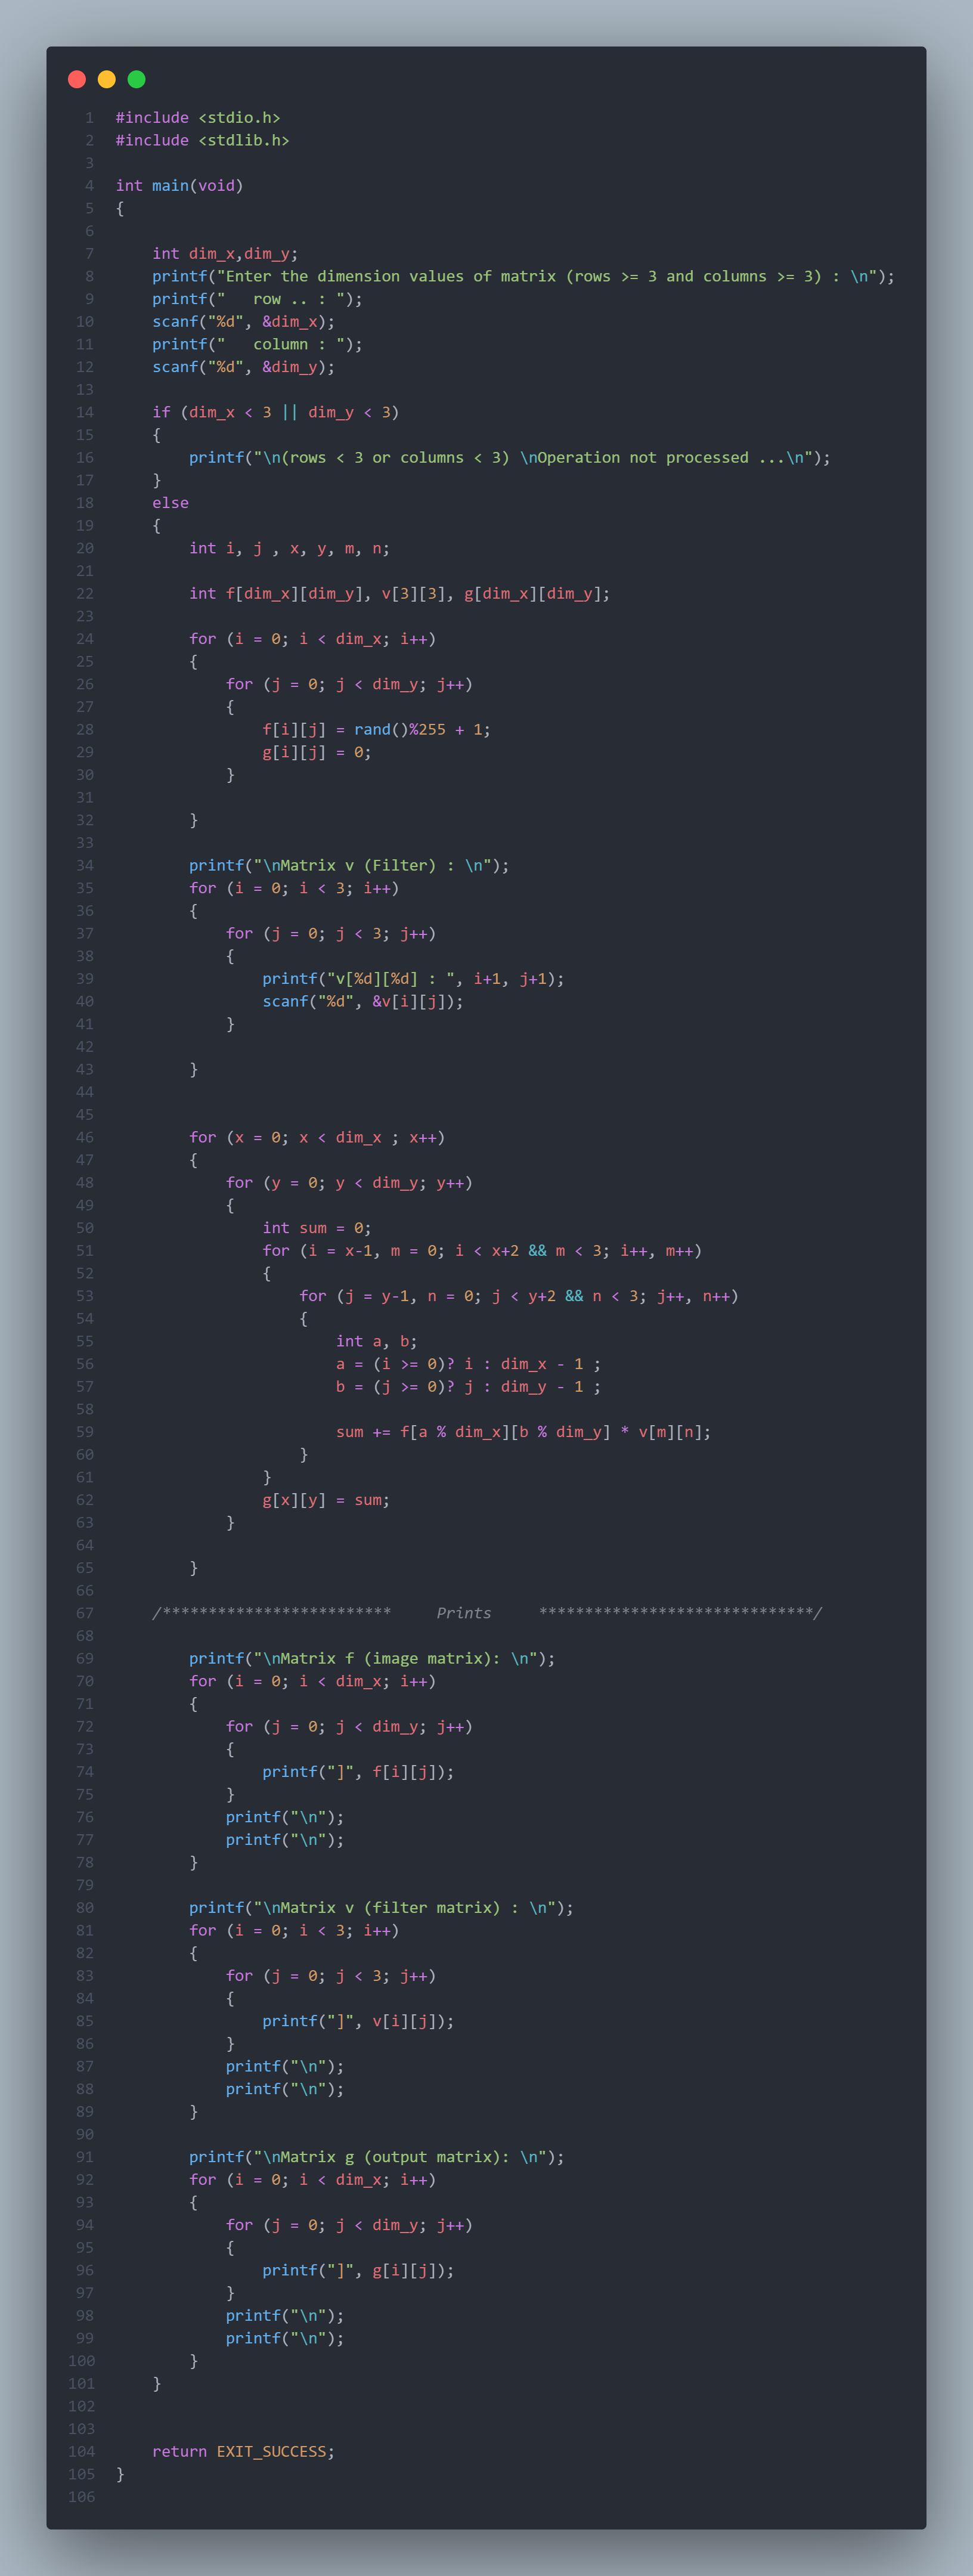 1 #include <stdio.h>
2 #include <stdlib.h>
3
4 int main(void)
5 {
6
7     int dim_x,dim_y;
8     printf("Enter the dimension values of matrix (rows >= 3 and columns >= 3) : \n");
9     printf("   row .. : ");
10     scanf("%d", &dim_x);
11     printf("   column : ");
12     scanf("%d", &dim_y);
13
14     if (dim_x < 3 || dim_y < 3)
15     {
16         printf("\n(rows < 3 or columns < 3) \nOperation not processed ...\n");
17     }
18     else
19     {
20         int i, j , x, y, m, n;
21
22         int f[dim_x][dim_y], v[3][3], g[dim_x][dim_y];
23
24         for (i = 0; i < dim_x; i++)
25         {
26             for (j = 0; j < dim_y; j++)
27             {
28                 f[i][j] = rand()%255 + 1;
29                 g[i][j] = 0;
30             }
31
32         }
33
34         printf("\nMatrix v (Filter) : \n");
35         for (i = 0; i < 3; i++)
36         {
37             for (j = 0; j < 3; j++)
38             {
39                 printf("v[%d][%d] : ", i+1, j+1);
40                 scanf("%d", &v[i][j]);
41             }
42
43         }
44
45
46         for (x = 0; x < dim_x ; x++)
47         {
48             for (y = 0; y < dim_y; y++)
49             {
50                 int sum = 0;
51                 for (i = x-1, m = 0; i < x+2 && m < 3; i++, m++)
52                 {
53                     for (j = y-1, n = 0; j < y+2 && n < 3; j++, n++)
54                     {
55                         int a, b;
56                         a = (i >= 0)? i : dim_x - 1 ;
57                         b = (j >= 0)? j : dim_y - 1 ;
58
59                         sum += f[a % dim_x][b % dim_y] * v[m][n];
60                     }
61                 }
62                 g[x][y] = sum;
63             }
64
65         }
66
67     /*************************     Prints     ******************************/
68
69         printf("\nMatrix f (image matrix): \n");
70         for (i = 0; i < dim_x; i++)
71         {
72             for (j = 0; j < dim_y; j++)
73             {
74                 printf("]", f[i][j]);
75             }
76             printf("\n");
77             printf("\n");
78         }
79
80         printf("\nMatrix v (filter matrix) : \n");
81         for (i = 0; i < 3; i++)
82         {
83             for (j = 0; j < 3; j++)
84             {
85                 printf("]", v[i][j]);
86             }
87             printf("\n");
88             printf("\n");
89         }
90
91         printf("\nMatrix g (output matrix): \n");
92         for (i = 0; i < dim_x; i++)
93         {
94             for (j = 0; j < dim_y; j++)
95             {
96                 printf("]", g[i][j]);
97             }
98             printf("\n");
99             printf("\n");
100         }
101     }
102
103
104     return EXIT_SUCCESS;
105 }
106